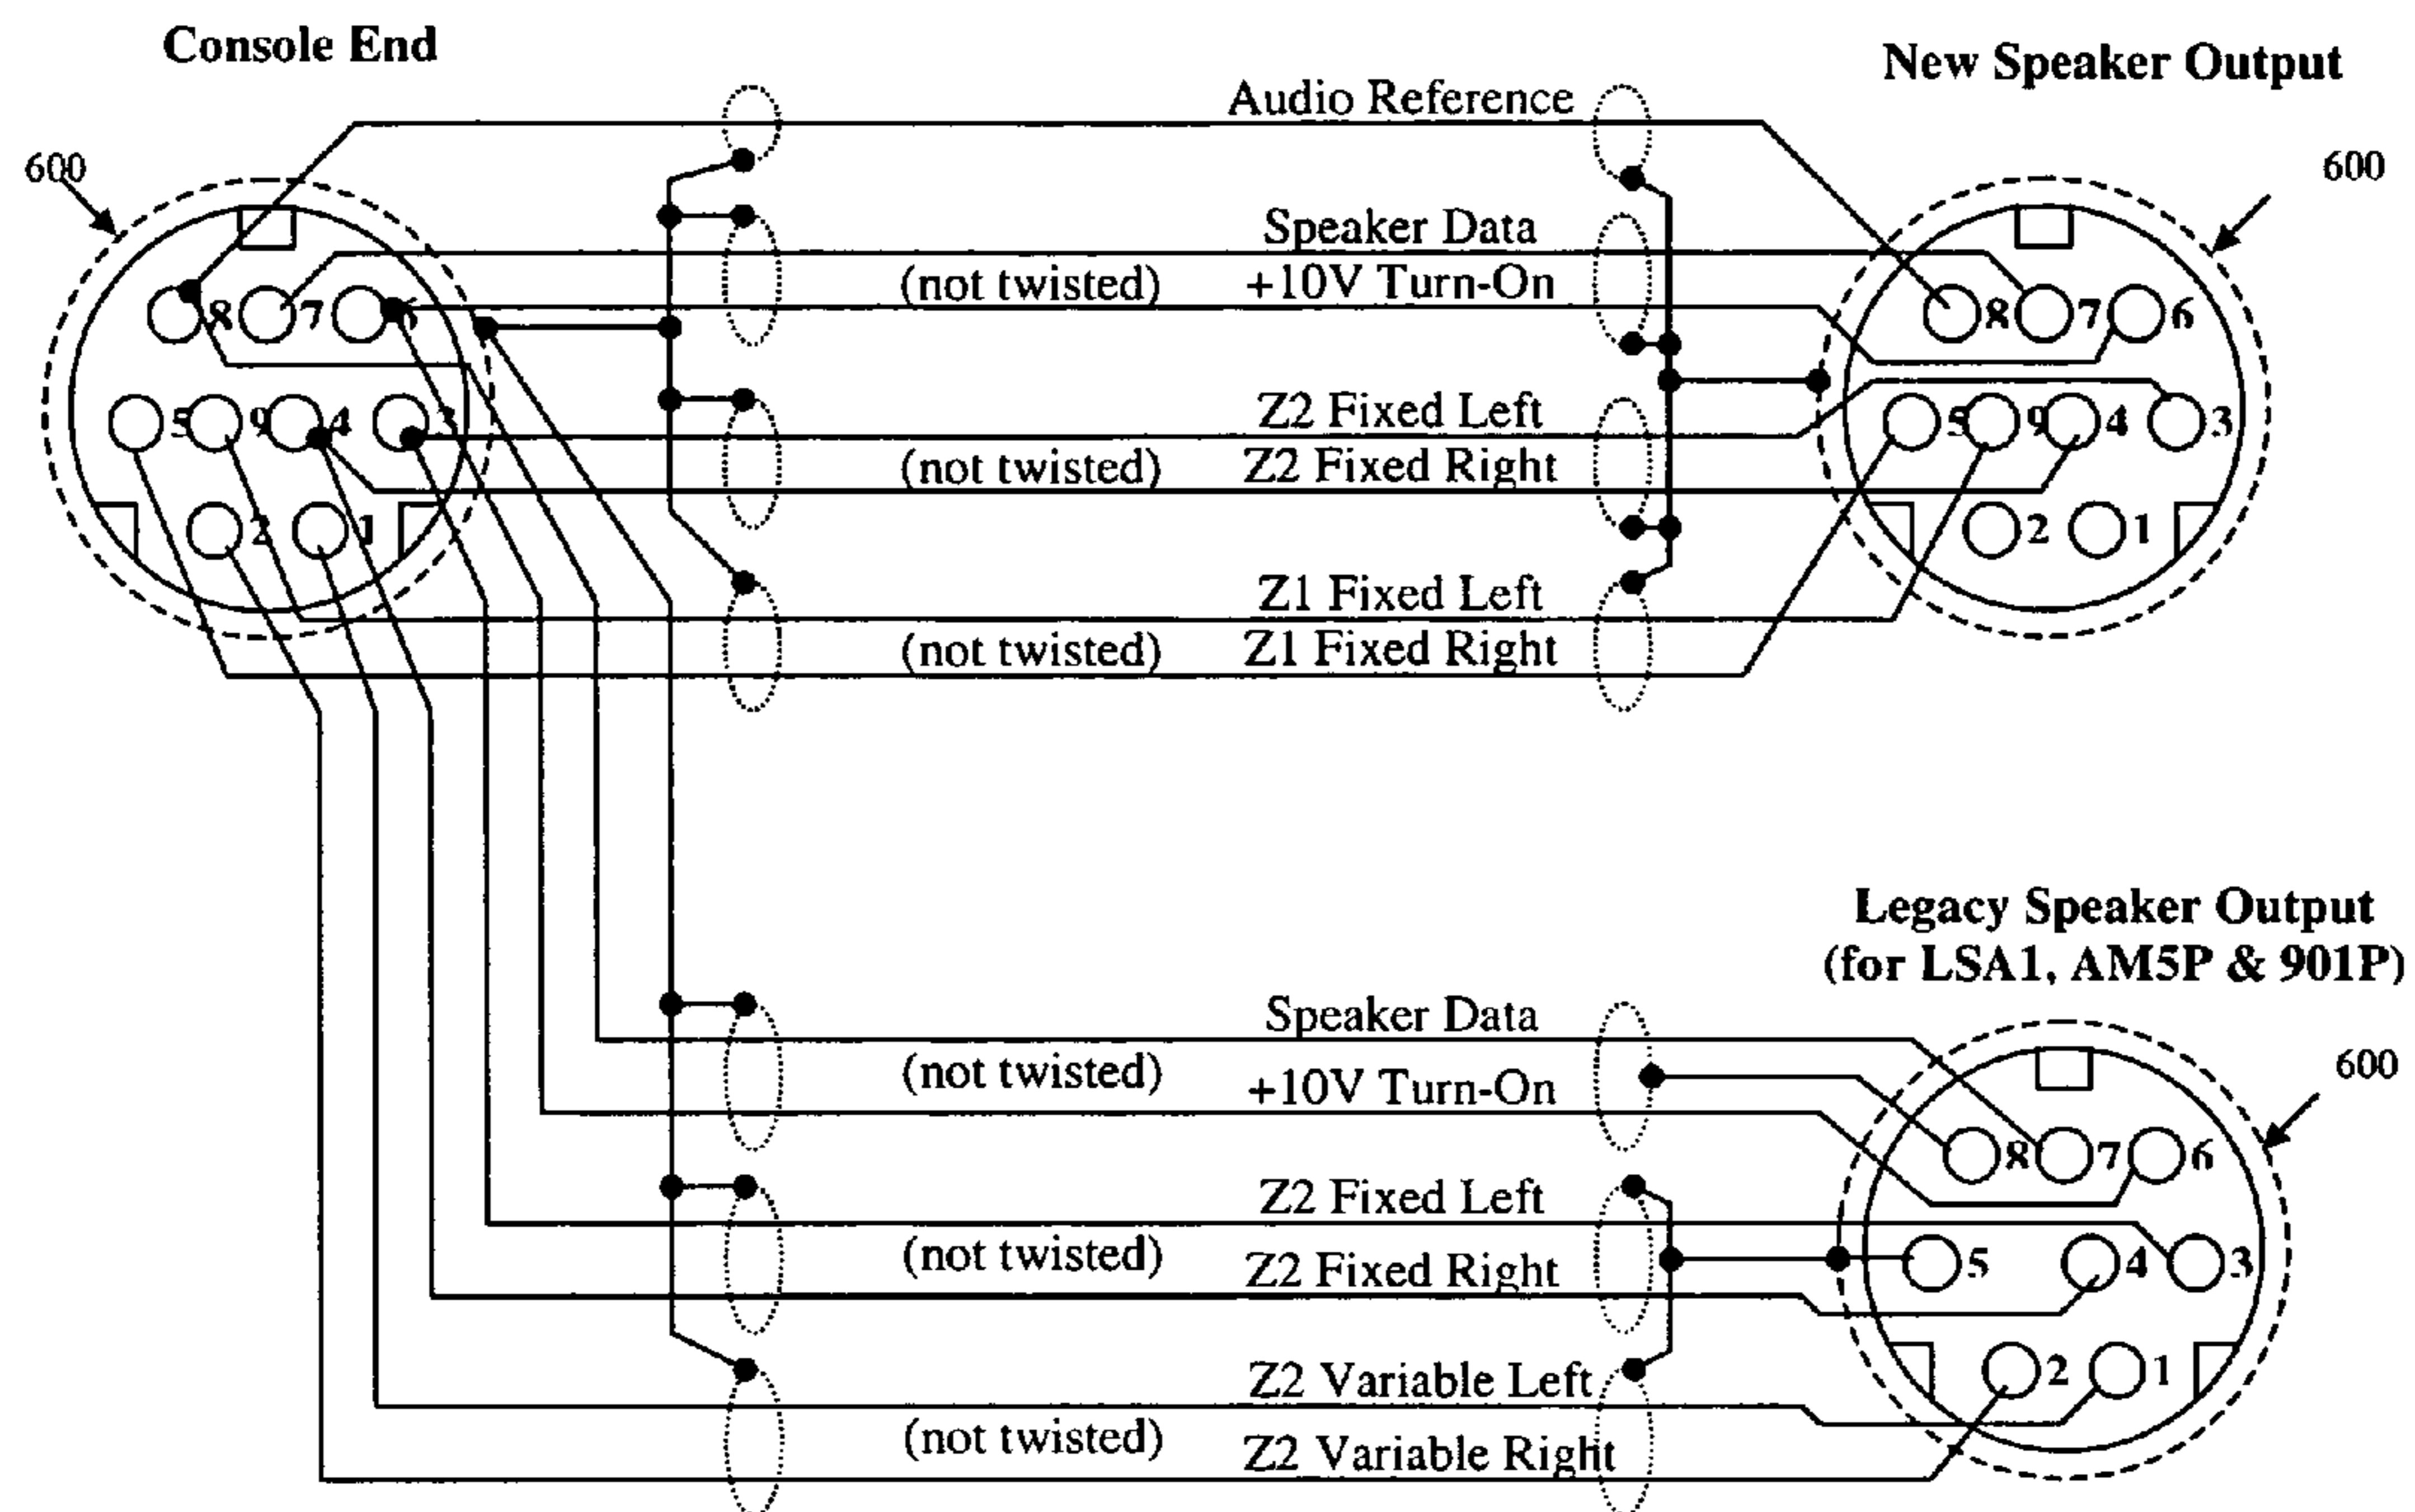 Console End
New Speaker Output
600
600
Audio Reference
Speaker Data
(not twisted) +10V Turn-On
8 7 6
8 7 6
Z2 Fixed Left
(not twisted) Z2 Fixed Right
5 9 4 3
5 9 4 3
2 1
2 1
Z1 Fixed Left
(not twisted) Z1 Fixed Right
Legacy Speaker Output
(for LSA1, AM5P & 901P)
600
Speaker Data
(not twisted) +10V Turn-On
8 7 6
Z2 Fixed Left
(not twisted) Z2 Fixed Right
5 4 3
Z2 Variable Left
(not twisted) Z2 Variable Right
2 1